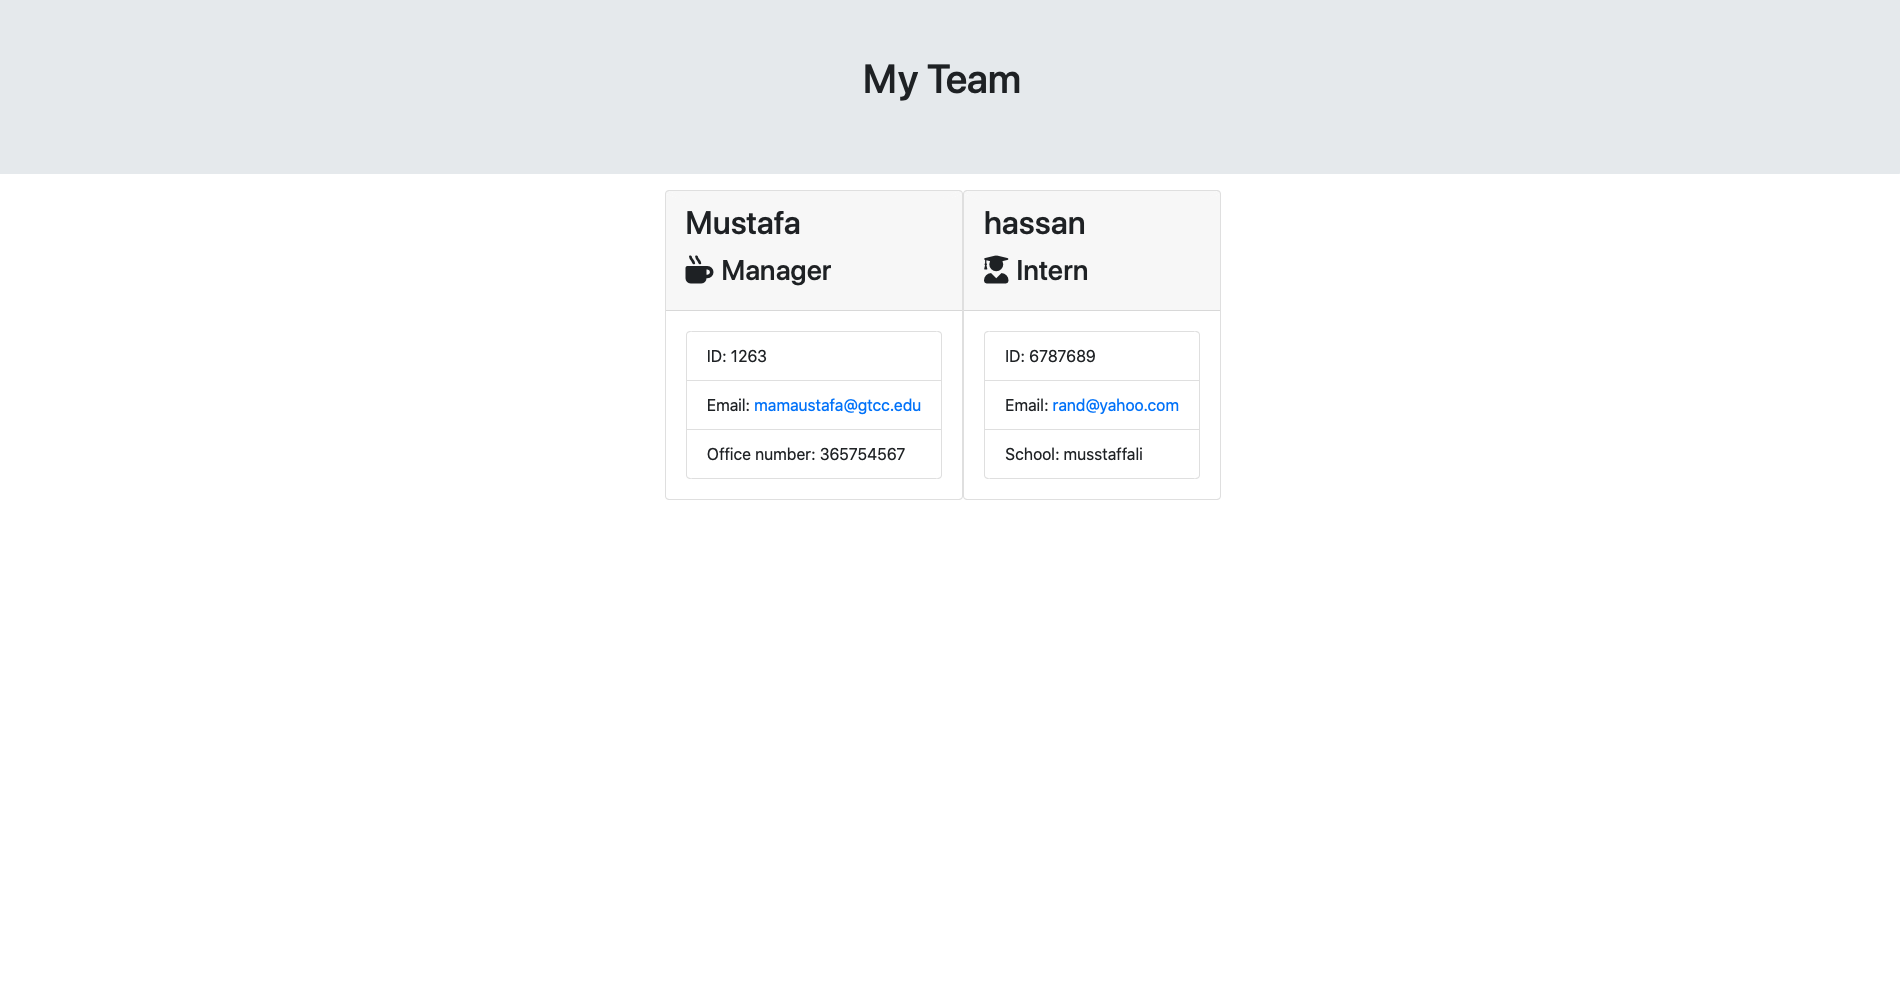 My Team
Mustafa
Manager
ID: 1263
Email: mamaustafa@gtcc.edu
Office number: 365754567
hassan
Intern
ID: 6787689
Email: rand@yahoo.com
School: musstaffali